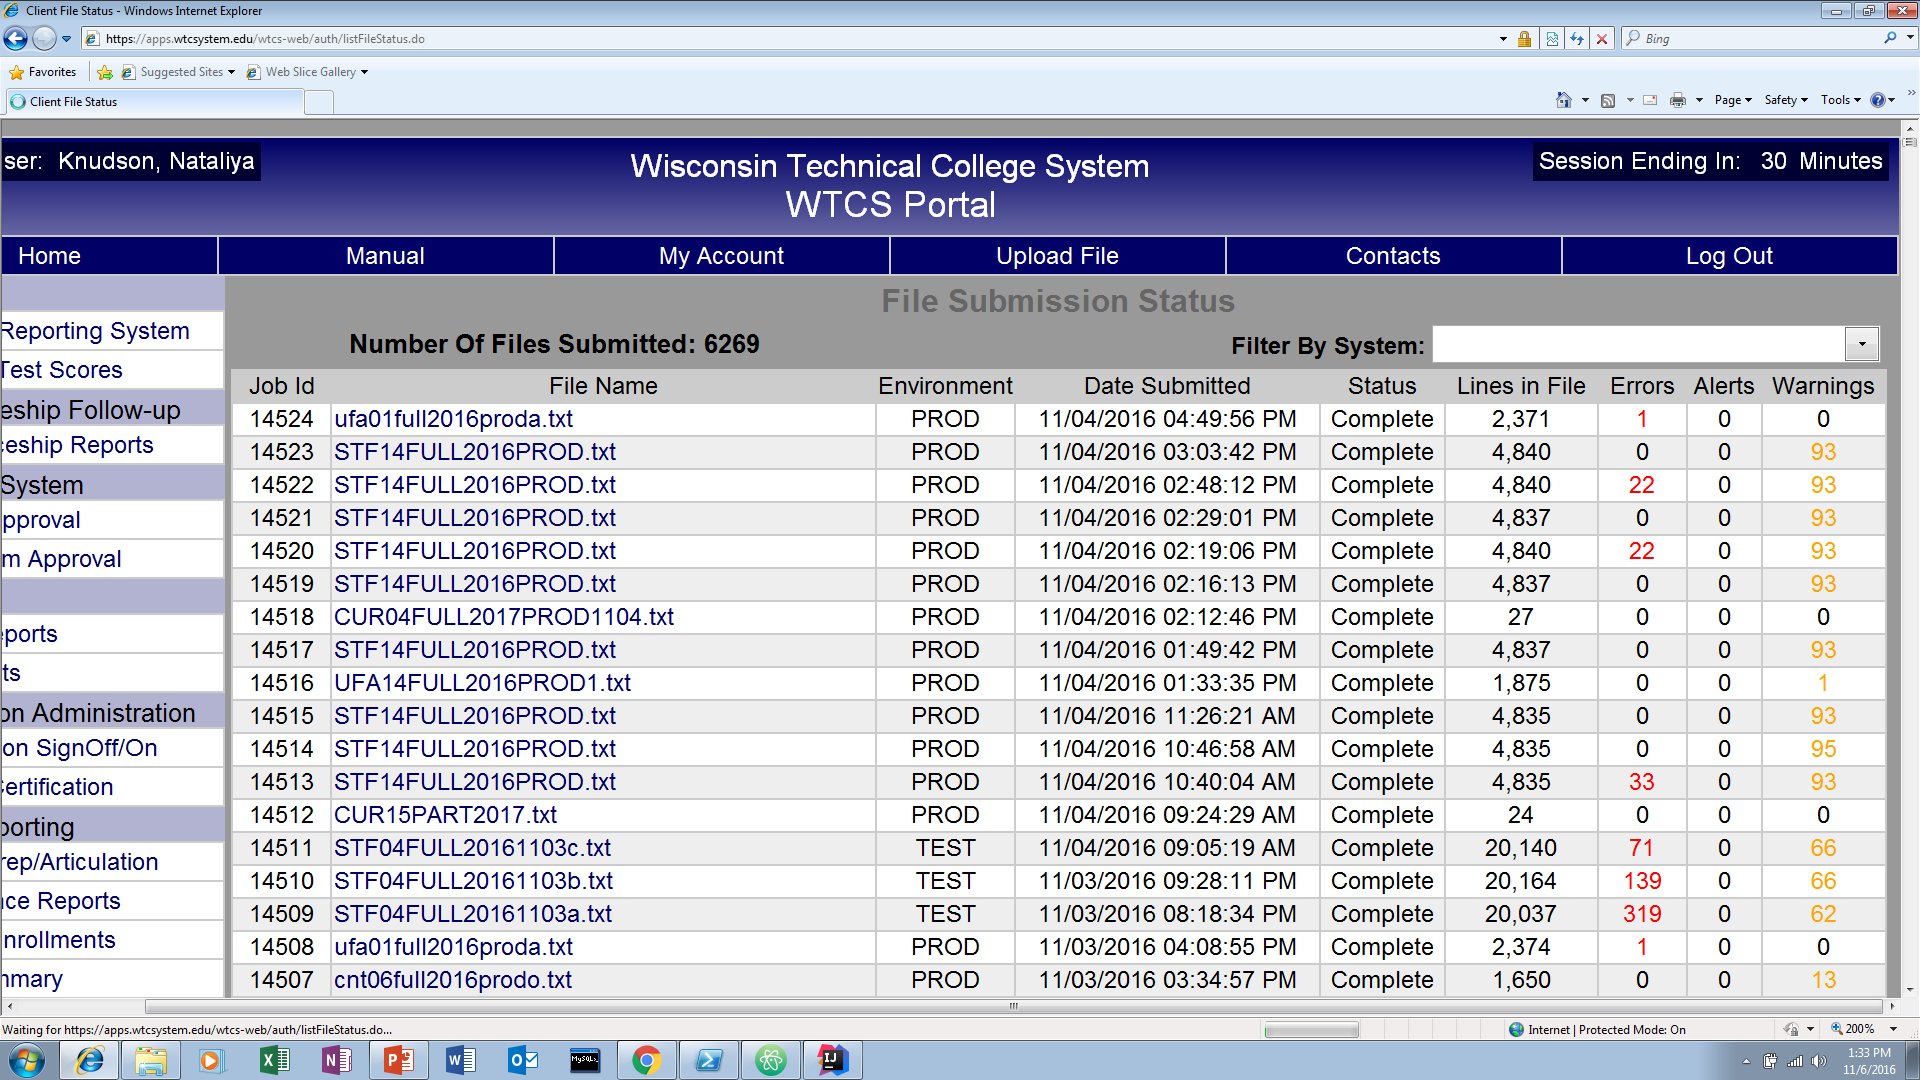 Client File Status - Windows Internet Explorer
https://apps.wtcsystem.edu/wtcs-web/auth/listFileStatus.do
Bing
Favorites Suggested Sites Web Slice Gallery
Client File Status
Page Safety Tools
ser: Knudson, Nataliya
Wisconsin Technical College System
WTCS Portal
Session Ending In: 30 Minutes
Home Manual My Account Upload File Contacts Log Out
Reporting System
Test Scores
eship Follow-up
eship Reports
System
pproval
m Approval
ports
ts
on Administration
on SignOff/On
ertification
orting
rep/Articulation
ce Reports
nrollments
mary
File Submission Status
Number Of Files Submitted: 6269 Filter By System:
Job Id File Name Environment Date Submitted Status Lines in File Errors Alerts Warnings
14524 ufa01full2016proda.txt PROD 11/04/2016 04:49:56 PM Complete 2,371 1 0 0
14523 STF14FULL2016PROD.txt PROD 11/04/2016 03:03:42 PM Complete 4,840 0 0 93
14522 STF14FULL2016PROD.txt PROD 11/04/2016 02:48:12 PM Complete 4,840 22 0 93
14521 STF14FULL2016PROD.txt PROD 11/04/2016 02:29:01 PM Complete 4,837 0 0 93
14520 STF14FULL2016PROD.txt PROD 11/04/2016 02:19:06 PM Complete 4,840 22 0 93
14519 STF14FULL2016PROD.txt PROD 11/04/2016 02:16:13 PM Complete 4,837 0 0 93
14518 CUR04FULL2017PROD1104.txt PROD 11/04/2016 02:12:46 PM Complete 27 0 0 0
14517 STF14FULL2016PROD.txt PROD 11/04/2016 01:49:42 PM Complete 4,837 0 0 93
14516 UFA14FULL2016PROD1.txt PROD 11/04/2016 01:33:35 PM Complete 1,875 0 0 1
14515 STF14FULL2016PROD.txt PROD 11/04/2016 11:26:21 AM Complete 4,835 0 0 93
14514 STF14FULL2016PROD.txt PROD 11/04/2016 10:46:58 AM Complete 4,835 0 0 95
14513 STF14FULL2016PROD.txt PROD 11/04/2016 10:40:04 AM Complete 4,835 33 0 93
14512 CUR15PART2017.txt PROD 11/04/2016 09:24:29 AM Complete 24 0 0 0
14511 STF04FULL20161103c.txt TEST 11/04/2016 09:05:19 AM Complete 20,140 71 0 66
14510 STF04FULL20161103b.txt TEST 11/03/2016 09:28:11 PM Complete 20,164 139 0 66
14509 STF04FULL20161103a.txt TEST 11/03/2016 08:18:34 PM Complete 20,037 319 0 62
14508 ufa01full2016proda.txt PROD 11/03/2016 04:08:55 PM Complete 2,374 1 0 0
14507 cnt06full2016prodo.txt PROD 11/03/2016 03:34:57 PM Complete 1,650 0 0 13
Waiting for https://apps.wtcsystem.edu/wtcs-web/auth/listFileStatus.do...
Internet | Protected Mode: On
200%
MySQL
IJ
1:33 PM
11/6/2016